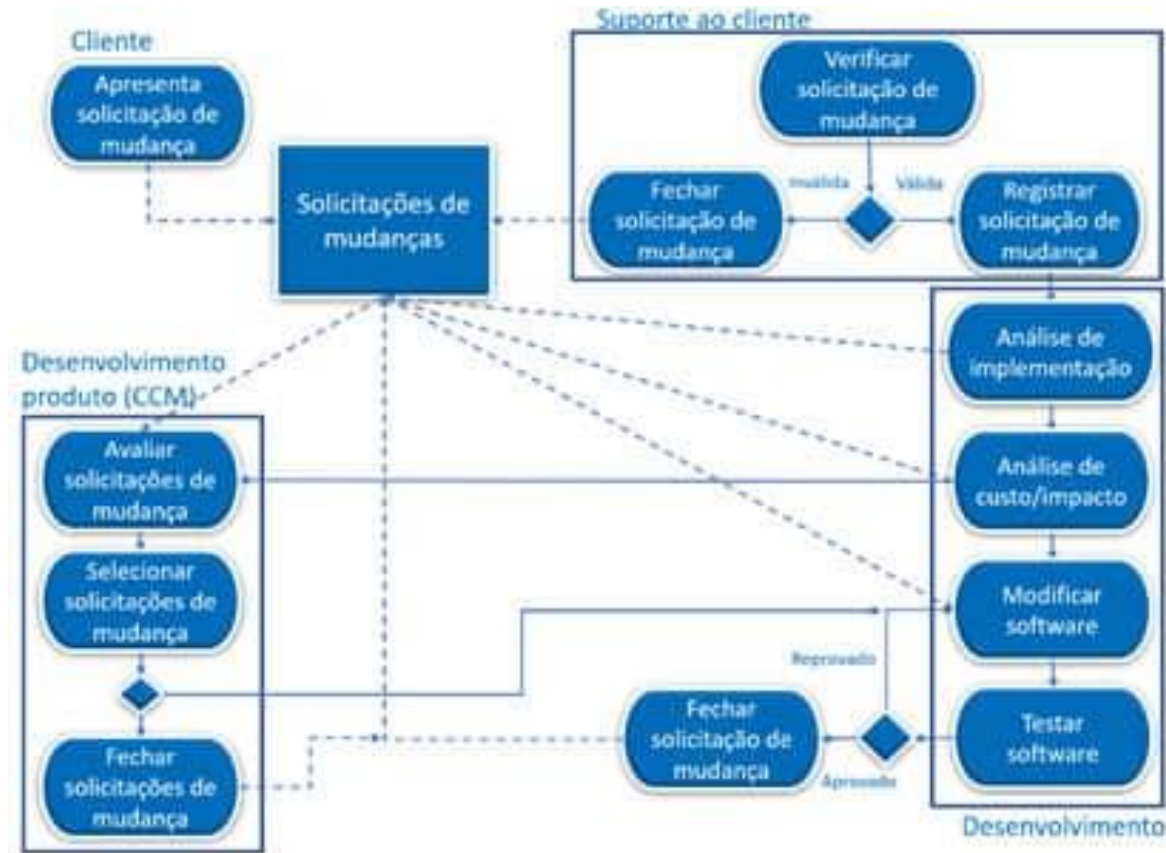 Cliente
Apresenta
solicitação de
mudança
Suporte ao cliente
Verificar
solicitação de
mudança
Solicitações de
mudanças
Fechar
solicitação de
mudança
Inválida
Válida
Registrar
solicitação de
mudança
Desenvolvimento
produto (CCM)
Avaliar
solicitações de
mudança
Selecionar
solicitações de
mudança
Fechar
solicitações de
mudança
Análise de
implementação
Análise de
custo/impacto
Modificar
software
Testar
software
Reprovado
Aprovado
Fechar
solicitação de
mudança
Desenvolvimento